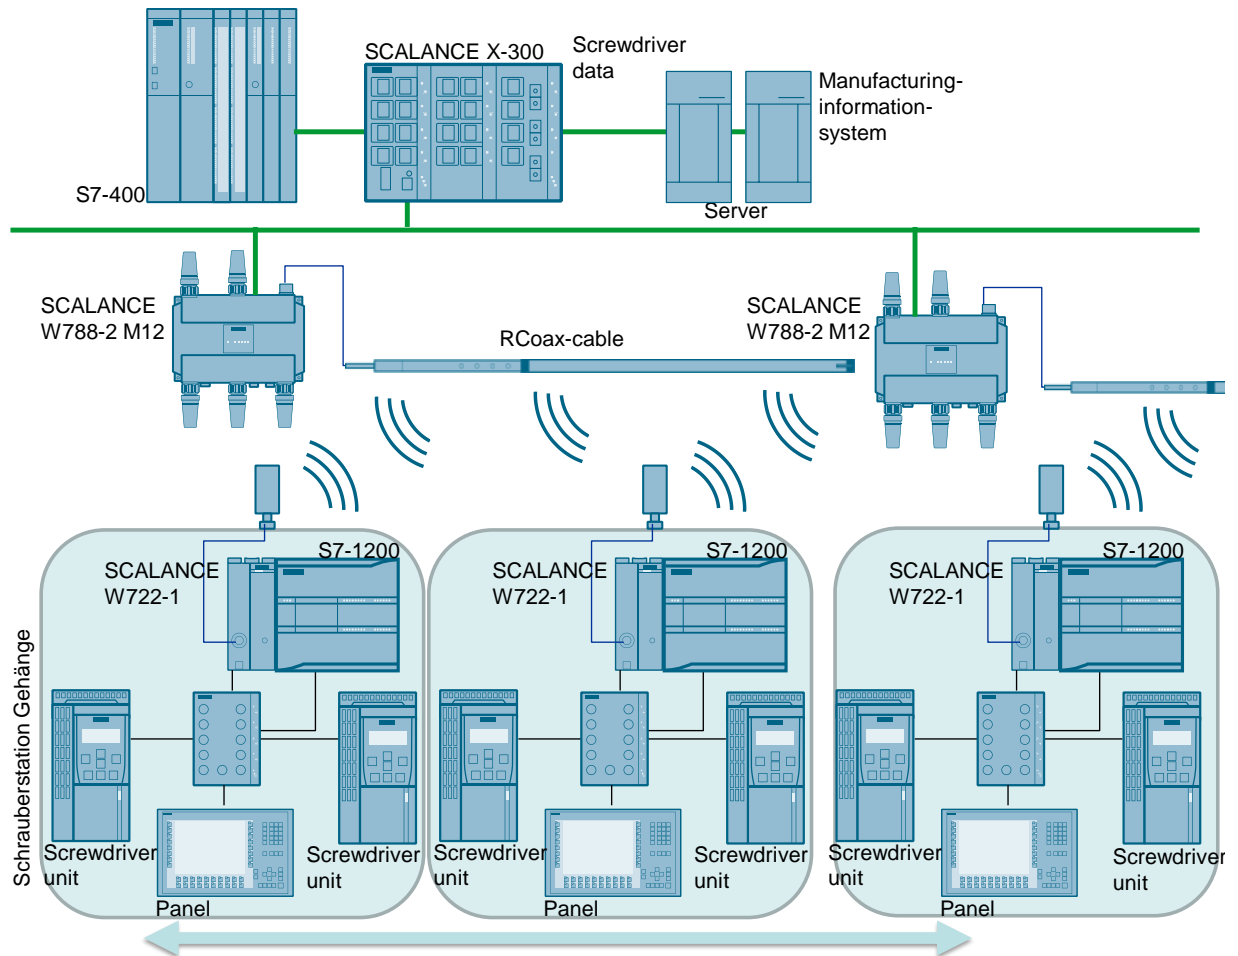 SCALANCE X-300
Screwdriver
data
Manufacturing-
information-
system
S7-400
Server
SCALANCE
W788-2 M12
RCoax-cable
SCALANCE
W788-2 M12
S7-1200
SCALANCE
W722-1
S7-1200
SCALANCE
W722-1
S7-1200
SCALANCE
W722-1
Schrauberstation Gehänge
Screwdriver
unit
Screwdriver
unit
Panel
Screwdriver
unit
Screwdriver
unit
Panel
Screwdriver
unit
Screwdriver
unit
Panel